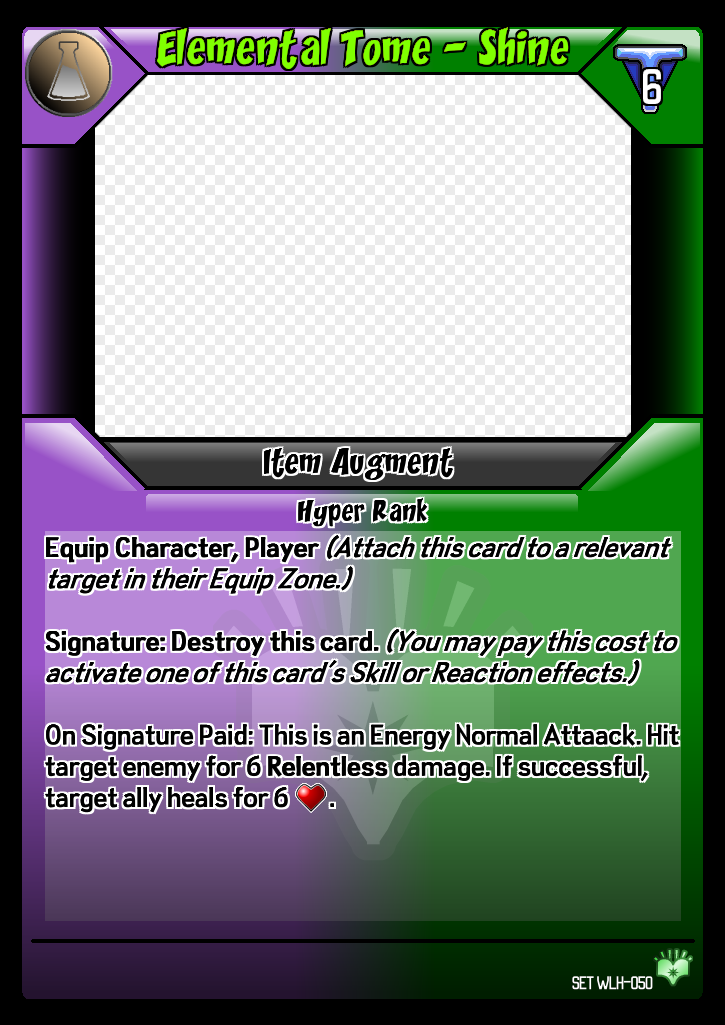 Elemental Tome - Shine
6
Item Augment
Hyper Rank
Equip Character, Player (Attach this card to a relevant
target in their Equip Zone.)
Signature: Destroy this card. (You may pay this cost to
activate one of this card's Skill or Reaction effects.)
On Signature Paid: This is an Energy Normal Attaack. Hit
target enemy for 6 Relentless damage. If successful,
target ally heals for 6 .
SET WLH-050